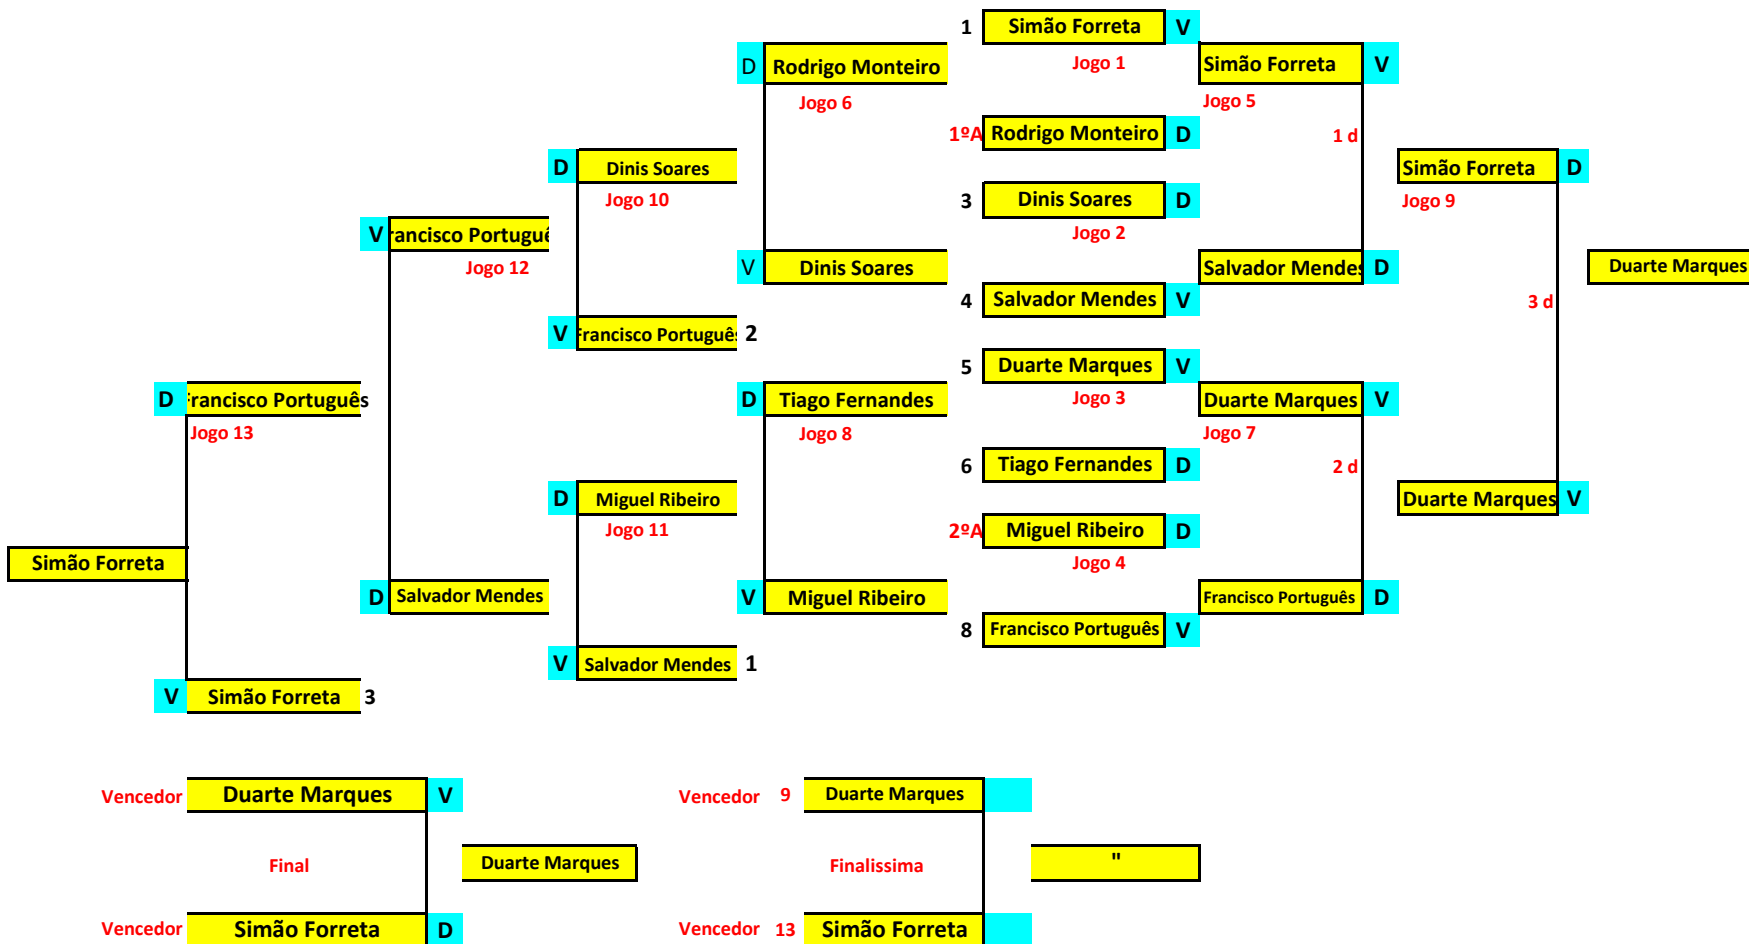 1 Simão Forreta V
D Rodrigo Monteiro Jogo 1 Simão Forreta V
Jogo 6 Jogo 5
1ºA Rodrigo Monteiro D 1 d
D Dinis Soares Simão Forreta D
Jogo 10 3 Dinis Soares D Jogo 9
V rancisco Portuguê Jogo 2
Jogo 12 V Dinis Soares Salvador Mendes D Duarte Marques
4 Salvador Mendes V 3 d
V Francisco Português 2
5 Duarte Marques V
D Francisco Português D Tiago Fernandes Jogo 3 Duarte Marques V
Jogo 13 Jogo 8 Jogo 7
6 Tiago Fernandes D 2 d
D Miguel Ribeiro Duarte Marques V
Jogo 11 2ºA Miguel Ribeiro D
Simão Forreta Jogo 4
D Salvador Mendes V Miguel Ribeiro Francisco Português D
8 Francisco Português V
V Salvador Mendes 1
V Simão Forreta 3
Vencedor Duarte Marques V Vencedor 9 Duarte Marques
Final Duarte Marques Finalissima "
Vencedor Simão Forreta D Vencedor 13 Simão Forreta